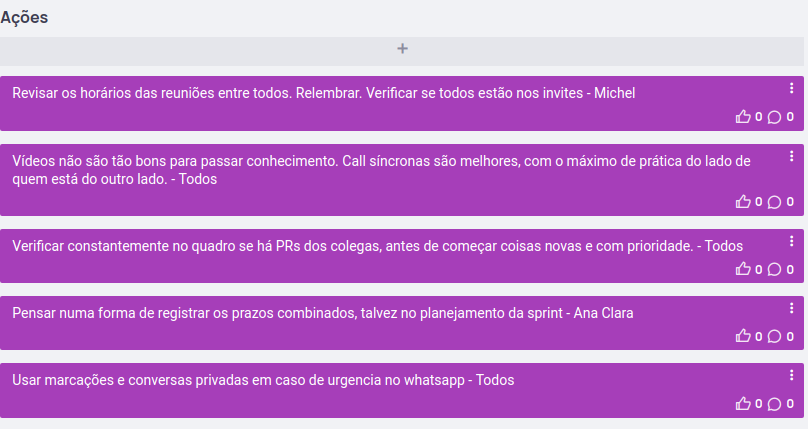 Ações
+
Revisar os horários das reuniões entre todos. Relembrar. Verificar se todos estão nos invites - Michel
0 0
Vídeos não são tão bons para passar conhecimento. Call síncronas são melhores, com o máximo de prática do lado de
quem está do outro lado. - Todos
0 0
Verificar constantemente no quadro se há PRs dos colegas, antes de começar coisas novas e com prioridade. - Todos
0 0
Pensar numa forma de registrar os prazos combinados, talvez no planejamento da sprint - Ana Clara
0 0
Usar marcações e conversas privadas em caso de urgencia no whatsapp - Todos
0 0